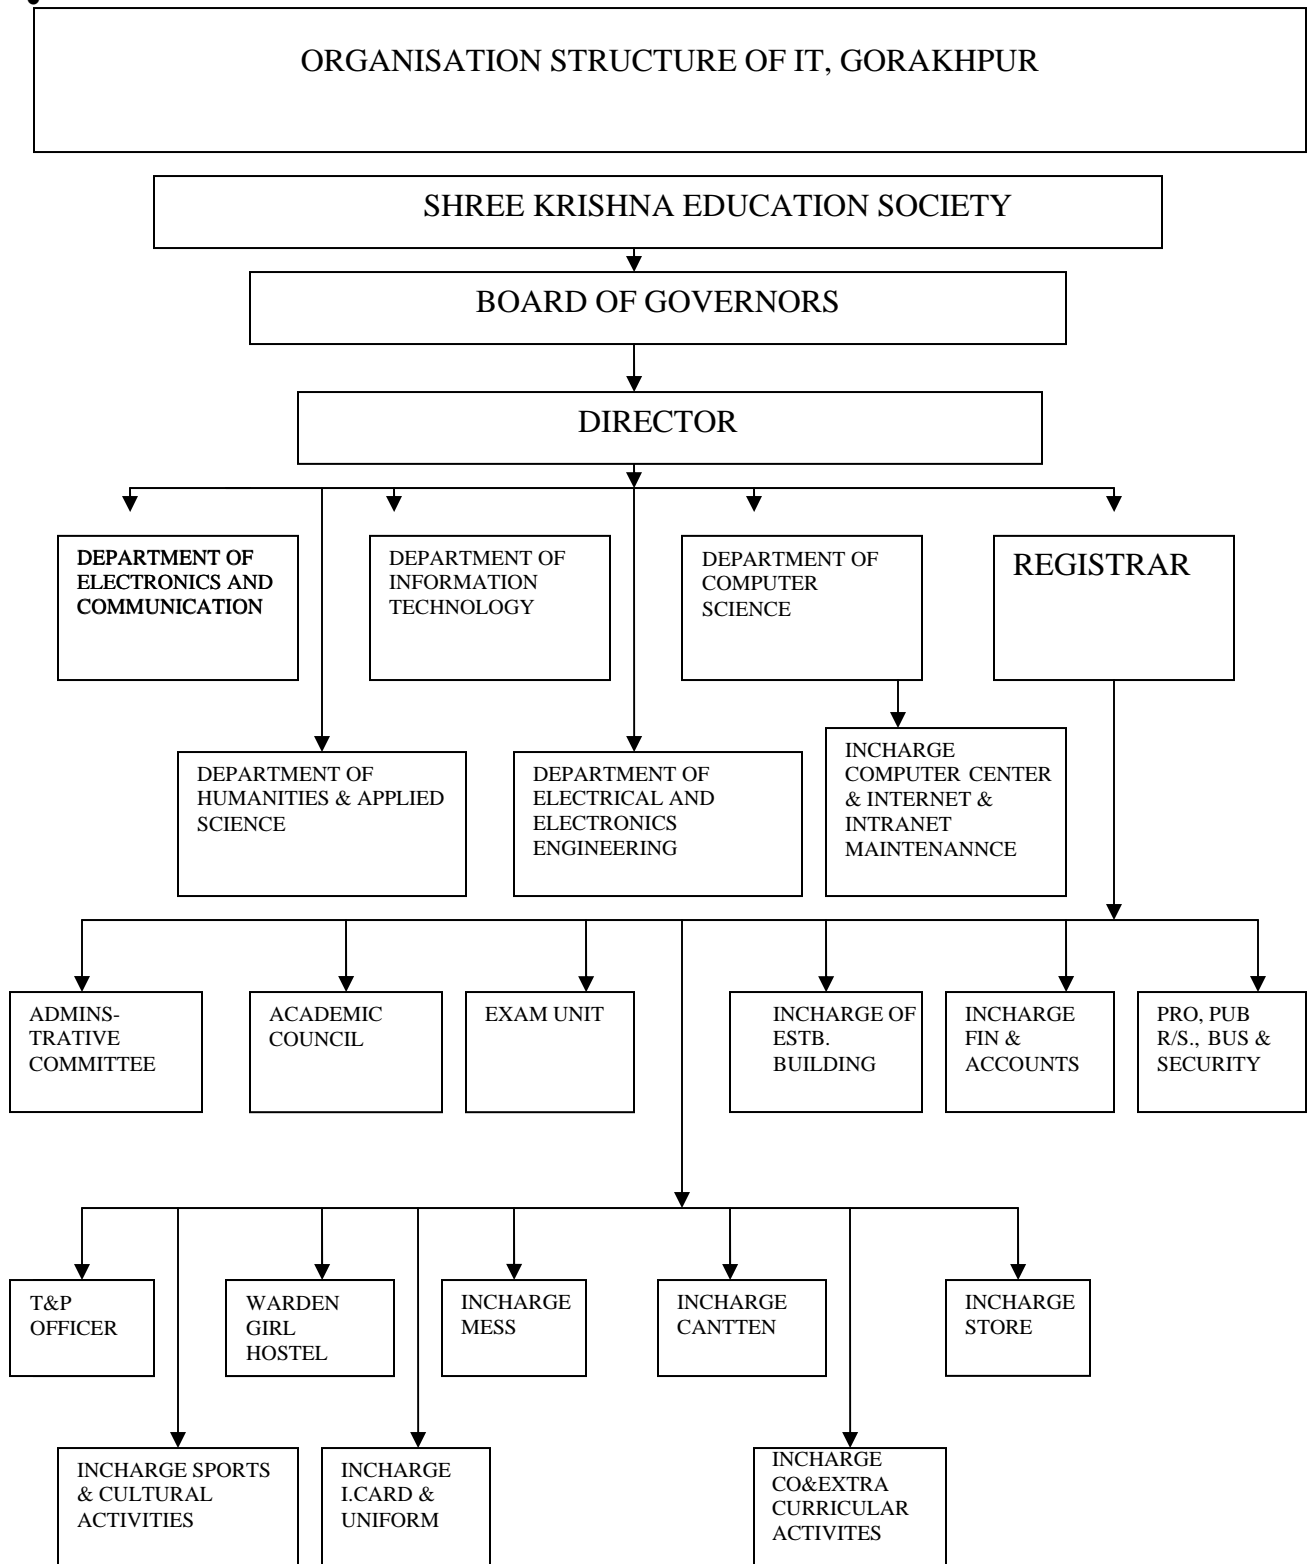 ORGANISATION STRUCTURE OF IT, GORAKHPUR
SHREE KRISHNA EDUCATION SOCIETY
BOARD OF GOVERNORS
DIRECTOR
DEPARTMENT OF
ELECTRONICS AND
COMMUNICATION
DEPARTMENT OF
INFORMATION
TECHNOLOGY
DEPARTMENT OF
COMPUTER
SCIENCE
REGISTRAR
DEPARTMENT OF
HUMANITIES & APPLIED
SCIENCE
DEPARTMENT OF
ELECTRICAL AND
ELECTRONICS
ENGINEERING
INCHARGE
COMPUTER CENTER
& INTERNET &
INTRANET
MAINTENANNCE
ADMINS-
TRATIVE
COMMITTEE
ACADEMIC
COUNCIL
EXAM UNIT
INCHARGE OF
ESTB.
BUILDING
INCHARGE
FIN &
ACCOUNTS
PRO, PUB
R/S., BUS &
SECURITY
T&P
OFFICER
WARDEN
GIRL
HOSTEL
INCHARGE
MESS
INCHARGE
CANTTEN
INCHARGE
STORE
INCHARGE SPORTS
& CULTURAL
ACTIVITIES
INCHARGE
I.CARD &
UNIFORM
INCHARGE
CO&EXTRA
CURRICULAR
ACTIVITES